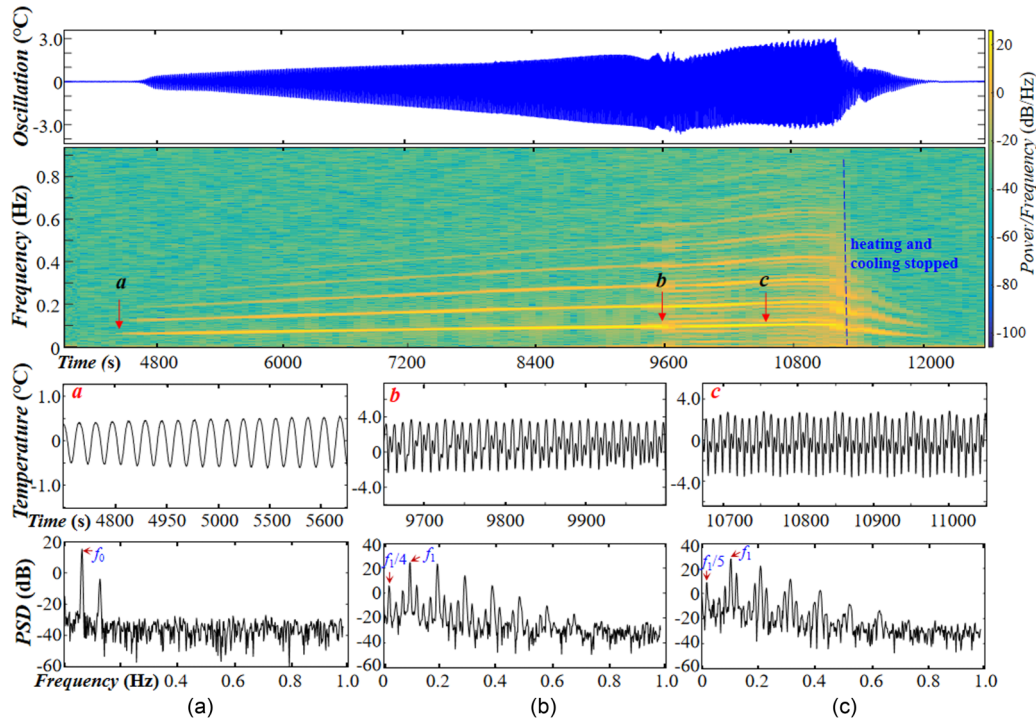 Oscillation (°C)
3.0
0
-3.0
4800 6000 7200 8400 9600 10800
20
0
-20
-40
-60
-80
-100
Power/Frequency (dB/Hz)
Frequency (Hz)
0.8
0.6
0.4
0.2
0
a
b
c
heating and
cooling stopped
Time (s) 4800 6000 7200 8400 9600 10800 12000
Temperature (°C)
1.0
0
-1.0
a
Time (s) 4800 4950 5000 5500 5600
4.0
0
-4.0
b
9700 9800 9900
4.0
0
-4.0
c
10700 10800 10900 11000
PSD (dB)
20
0
-20
-40
-60
f0
Frequency (Hz) 0.4 0.6 0.8 1.0
40
20
0
-20
-40
60
f1/4 f1
0 0.2 0.4 0.6 0.8 1.0
40
20
0
-20
-40
60
f1/5 f1
0 0.2 0.4 0.6 0.8 1.0
(a) (b) (c)